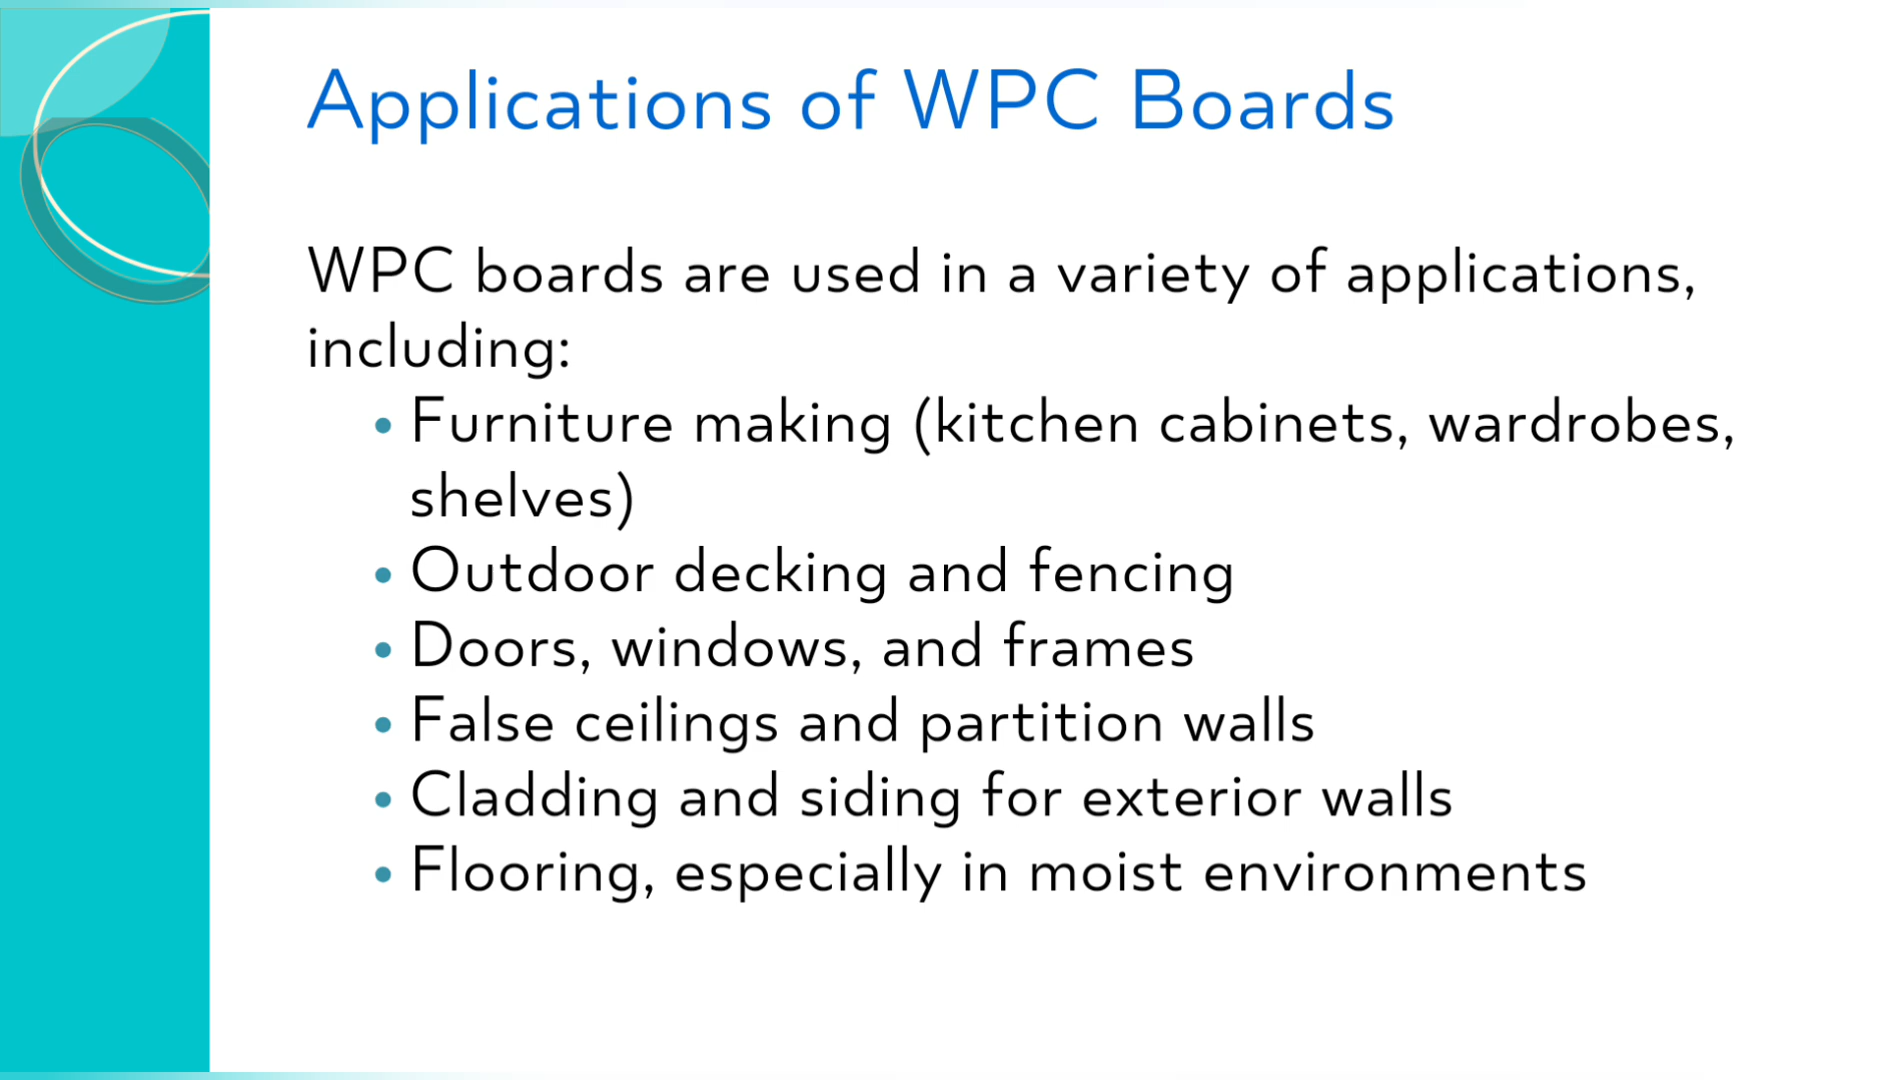 Applications of WPC Boards
WPC boards are used in a variety of applications,
including:
• Furniture making (kitchen cabinets, wardrobes,
shelves)
• Outdoor decking and fencing
• Doors, windows, and frames
• False ceilings and partition walls
• Cladding and siding for exterior walls
• Flooring, especially in moist environments